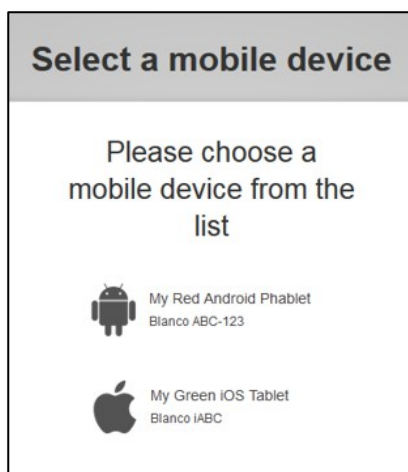 Select a mobile device
Please choose a
mobile device from the
list
My Red Android Phablet
Blanco ABC-123
My Green iOS Tablet
Blanco iABC